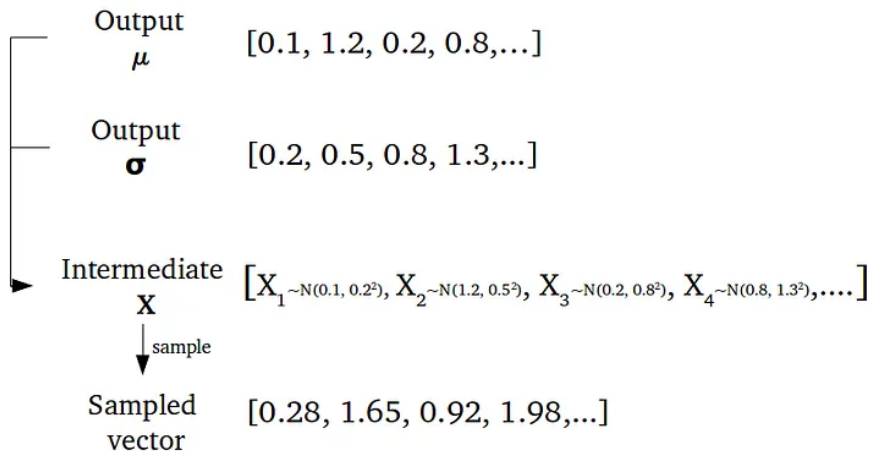 Output
μ
[0.1, 1.2, 0.2, 0.8,...]
Output
σ
[0.2, 0.5, 0.8, 1.3,...]
Intermediate
X
[X₁~N(0.1, 0.2²), X₂~N(1.2, 0.5²), X₃~N(0.2, 0.8²), X₄~N(0.8, 1.3²),....]
sample
Sampled
vector
[0.28, 1.65, 0.92, 1.98,...]